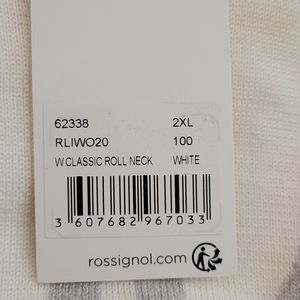 62338 2XL
RLIWO20 100
W CLASSIC ROLL NECK WHITE
3 607682 967033
rossignol.com